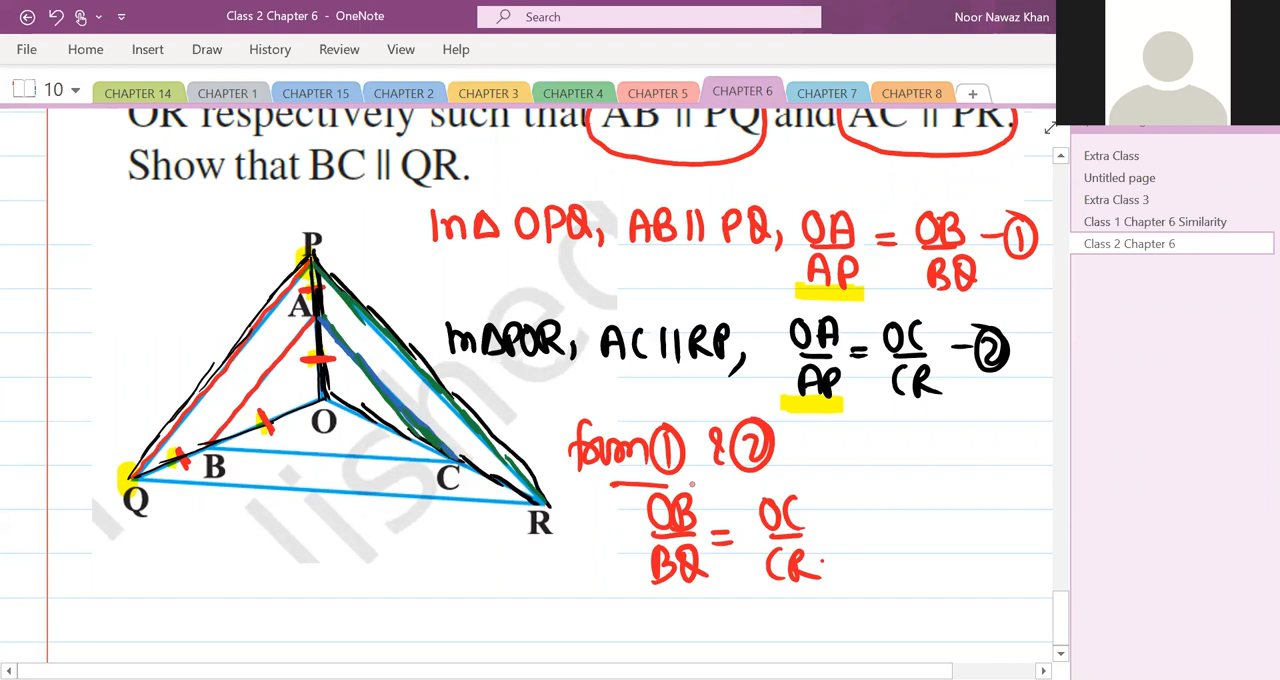 Class 2 Chapter 6 - OneNote
Search
Noor Nawaz Khan
File Home Insert Draw History Review View Help
10 CHAPTER 14 CHAPTER 1 CHAPTER 15 CHAPTER 2 CHAPTER 3 CHAPTER 4 CHAPTER 5 CHAPTER 6 CHAPTER 7 CHAPTER 8 +
OR respectively such that AB || PQ and AC || PR.
Show that BC || QR.
In Δ OPQ, AB || PQ, OA/AP = OB/BQ - ①
In Δ POR, AC || RP, OA/AP = OC/CR - ②
form ① & ②
OB/BQ = OC/CR
P
A
O
B
C
Q
R
lished
Extra Class
Untitled page
Extra Class 3
Class 1 Chapter 6 Similarity
Class 2 Chapter 6